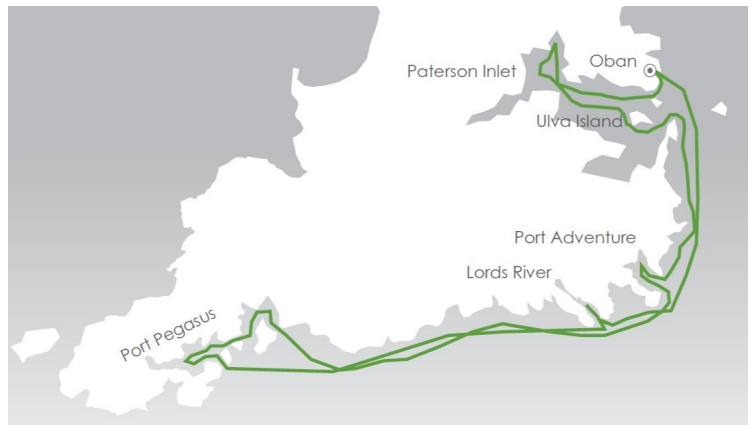 Oban
Paterson Inlet
Ulva Island
Port Adventure
Lords River
Port Pegasus